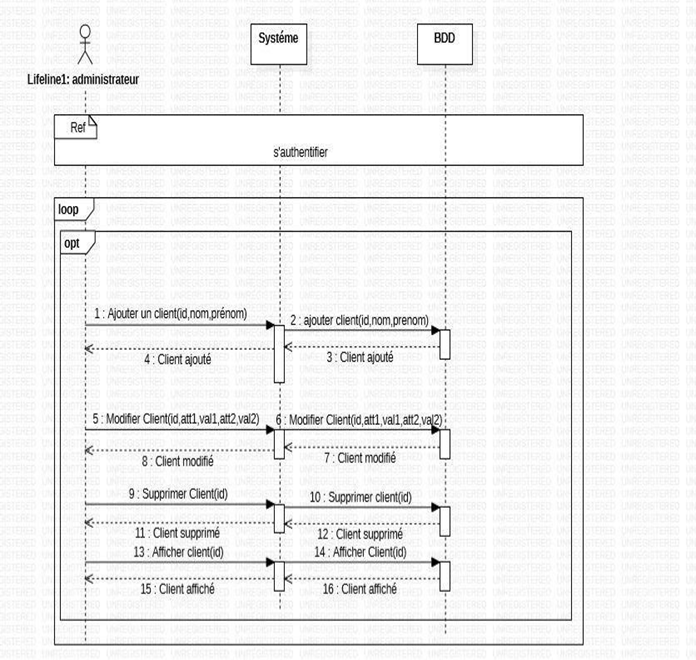 Systéme
BDD
Lifeline1: administrateur
Ref
s'authentifier
loop
opt
1 : Ajouter un client(id,nom,prénom)
2 : ajouter client(id,nom,prenom)
4 : Client ajouté
3 : Client ajouté
5 : Modifier Client(id,att1,val1,att2,val2)
6 : Modifier Client(id,att1,val1,att2,val2)
8 : Client modifié
7 : Client modifié
9 : Supprimer Client(id)
10 : Supprimer client(id)
11 : Client supprimé
12 : Client supprimé
13 : Afficher client(id)
14 : Afficher Client(id)
15 : Client affiché
16 : Client affiché